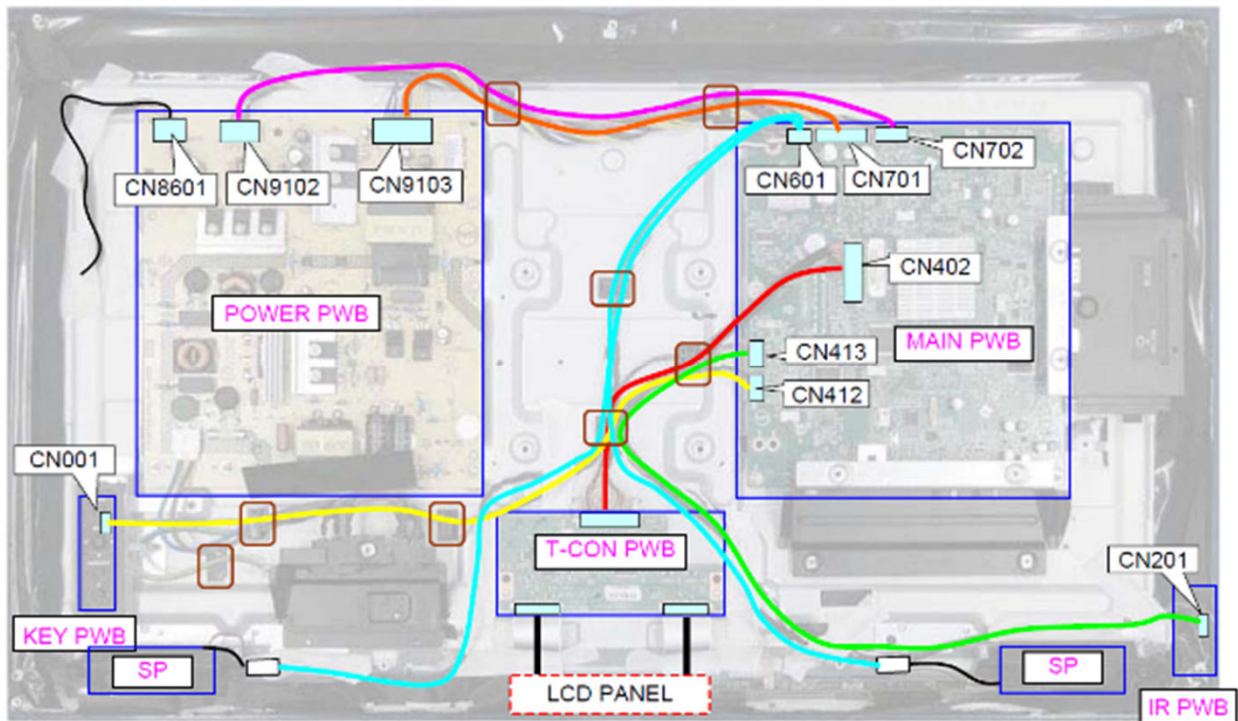 CN8601
CN9102
CN9103
CN601
CN701
CN702
CN402
POWER PWB
MAIN PWB
CN413
CN412
CN001
T-CON PWB
CN201
KEY PWB
SP
SP
LCD PANEL
IR PWB